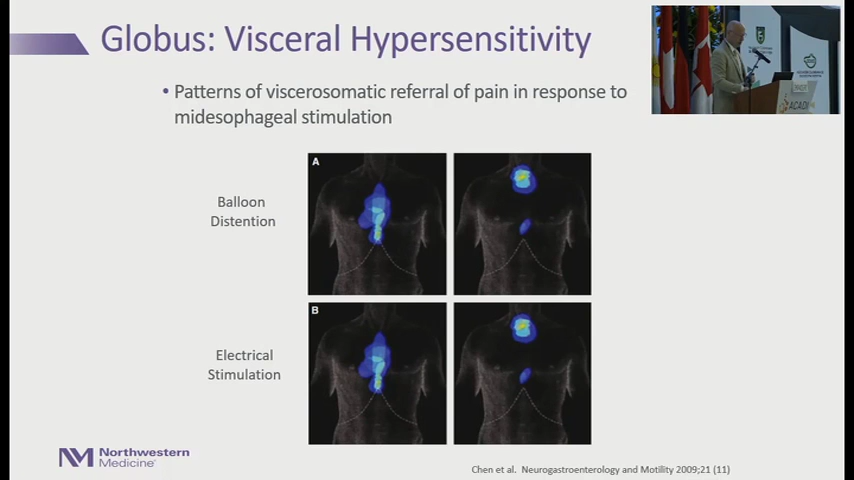 Globus: Visceral Hypersensitivity
• Patterns of viscerosomatic referral of pain in response to
midesophageal stimulation
A
Balloon
Distention
B
Electrical
Stimulation
Northwestern
Medicine®
Chen et al. Neurogastroenterology and Motility 2009;21 (11)
ACADI